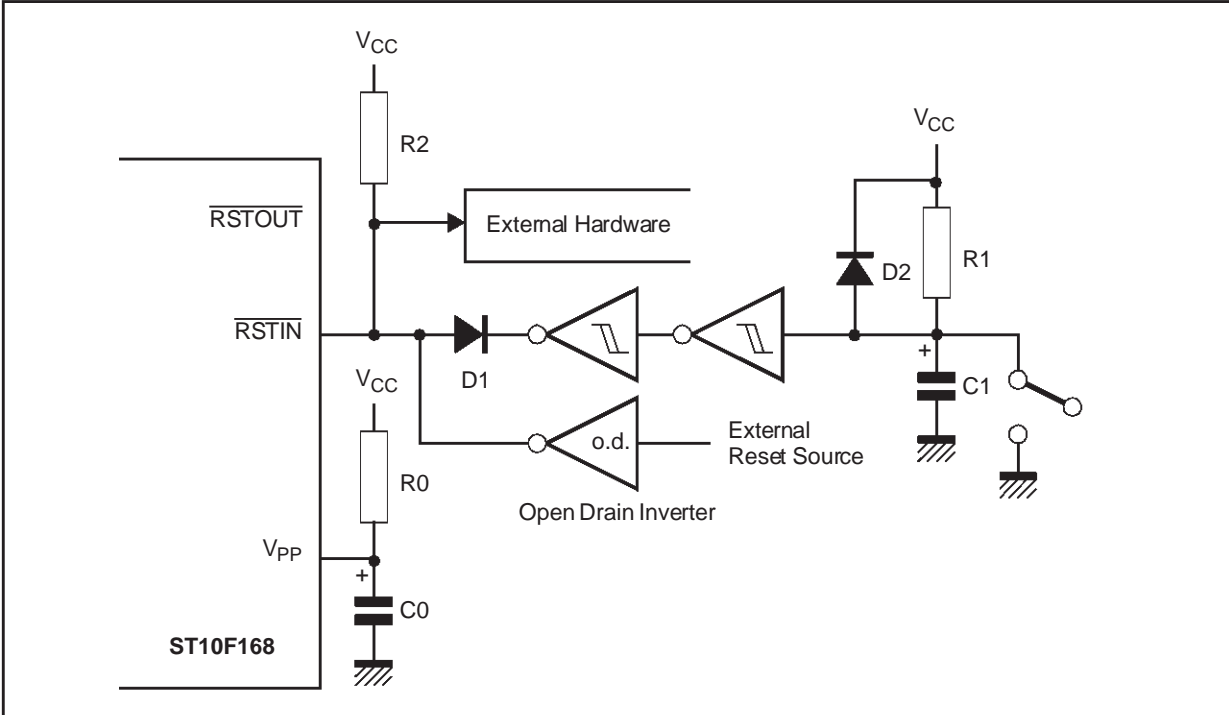 VCC
R2
VCC
RSTOUT
External Hardware
D2
R1
RSTIN
D1
+
C1
VCC
o.d.
External
Reset Source
R0
Open Drain Inverter
VPP
+
C0
ST10F168